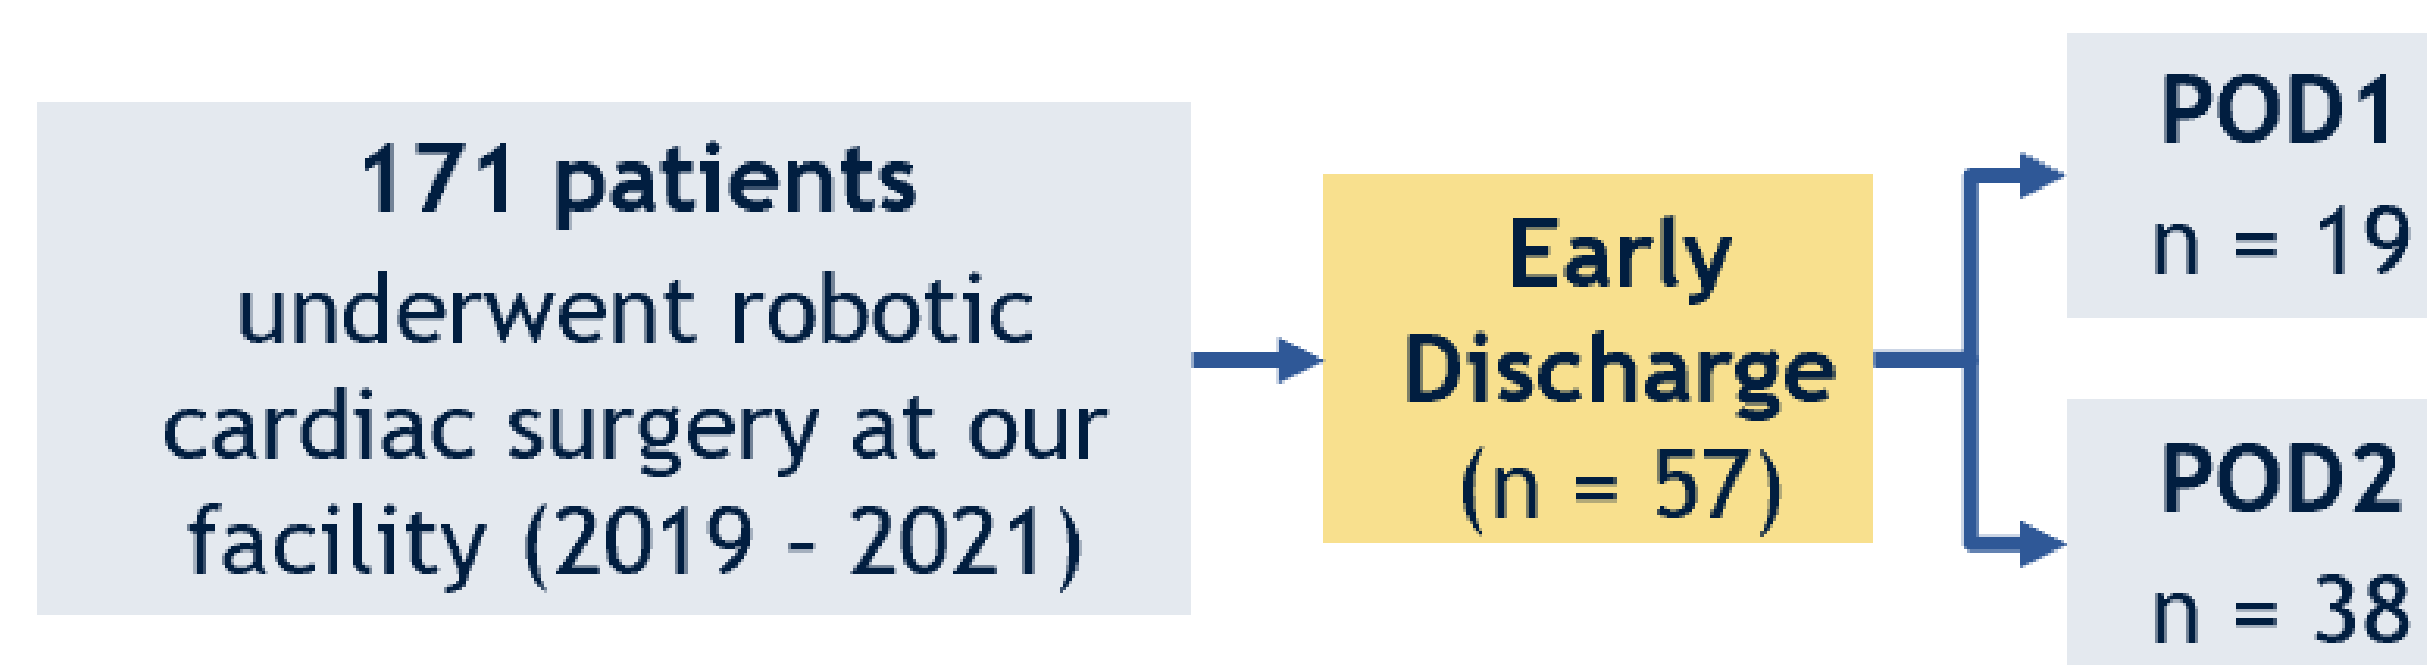 171 patients
underwent robotic
cardiac surgery at our
facility (2019 - 2021)
Early
Discharge
(n = 57)
POD1
n = 19
POD2
n = 38